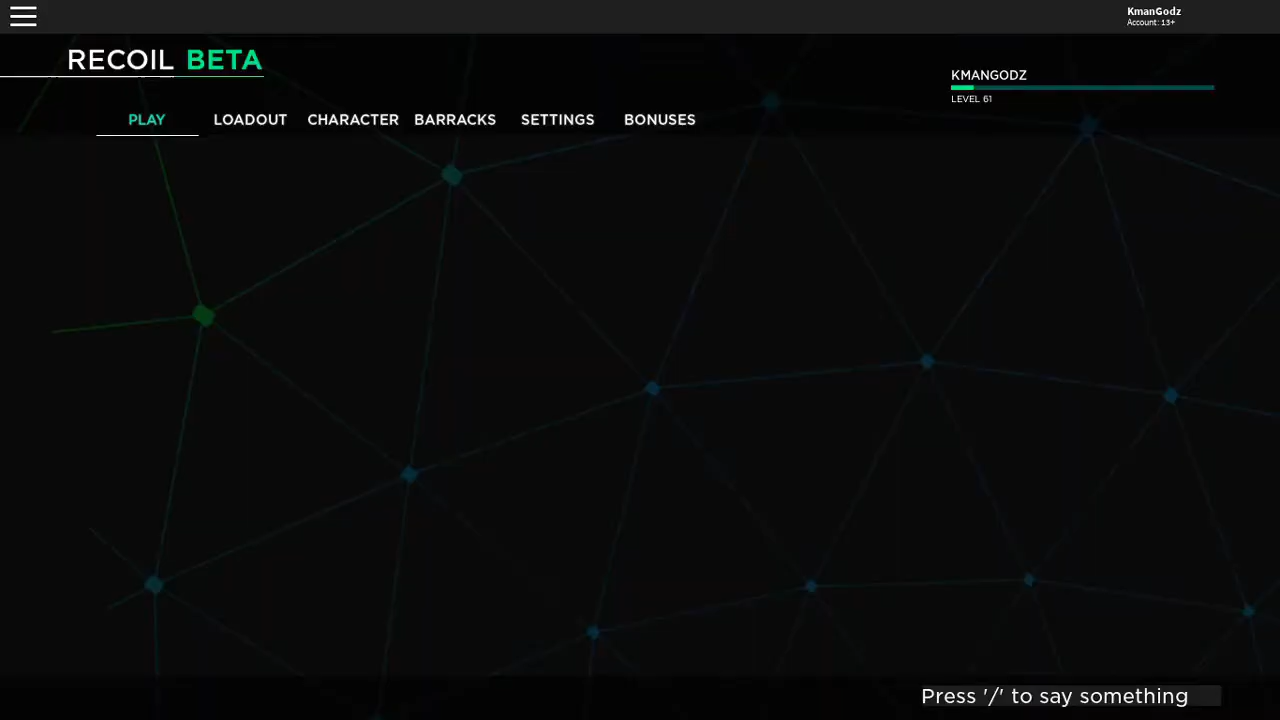 KmanGodz
Account: 13+
RECOIL BETA
KMANGODZ
LEVEL 61
PLAY LOADOUT CHARACTER BARRACKS SETTINGS BONUSES
Press '/' to say something